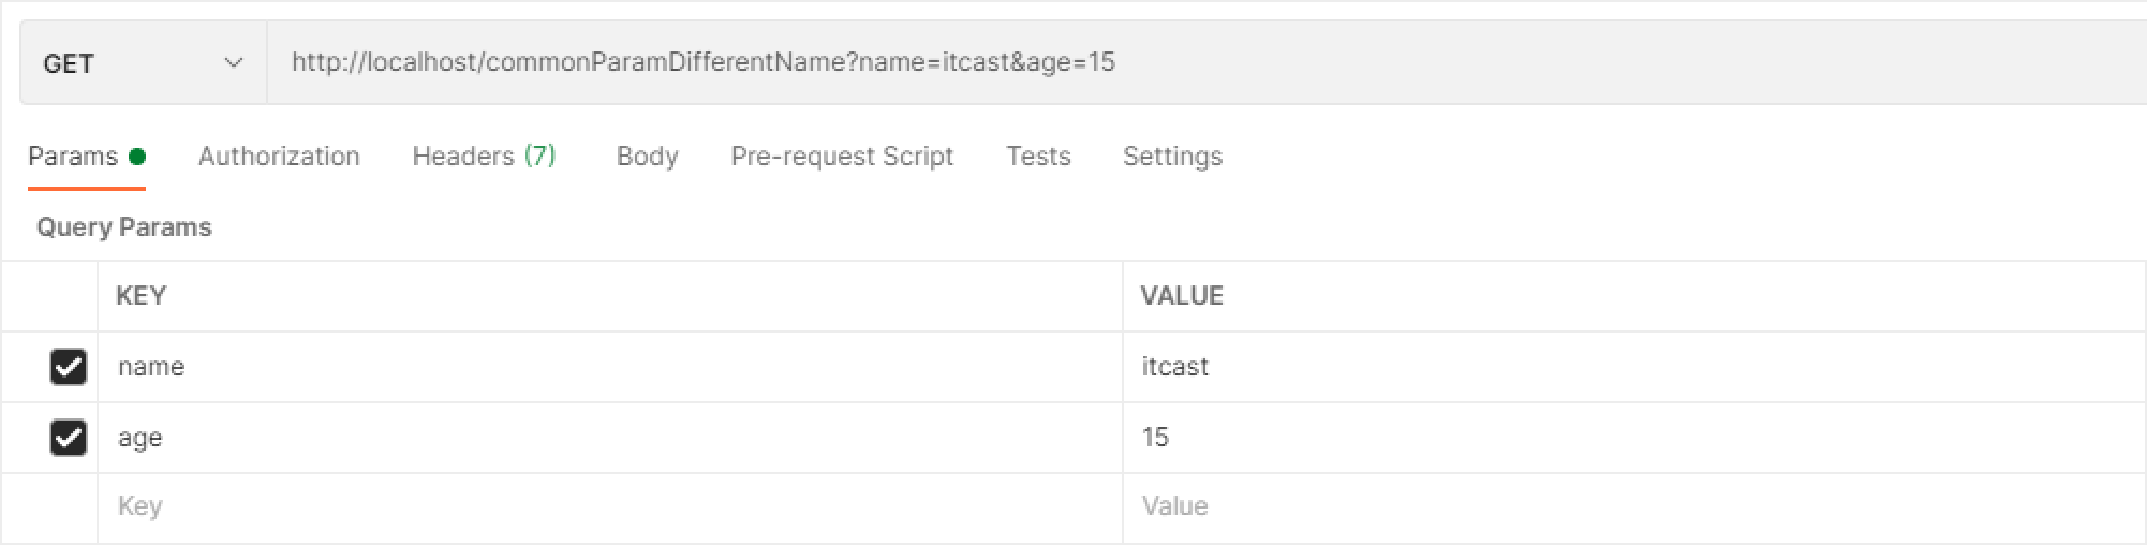 GET http://localhost/commonParamDifferentName?name=itcast&age=15
Params Authorization Headers (7) Body Pre-request Script Tests Settings
Query Params
KEY VALUE
name itcast
age 15
Key Value